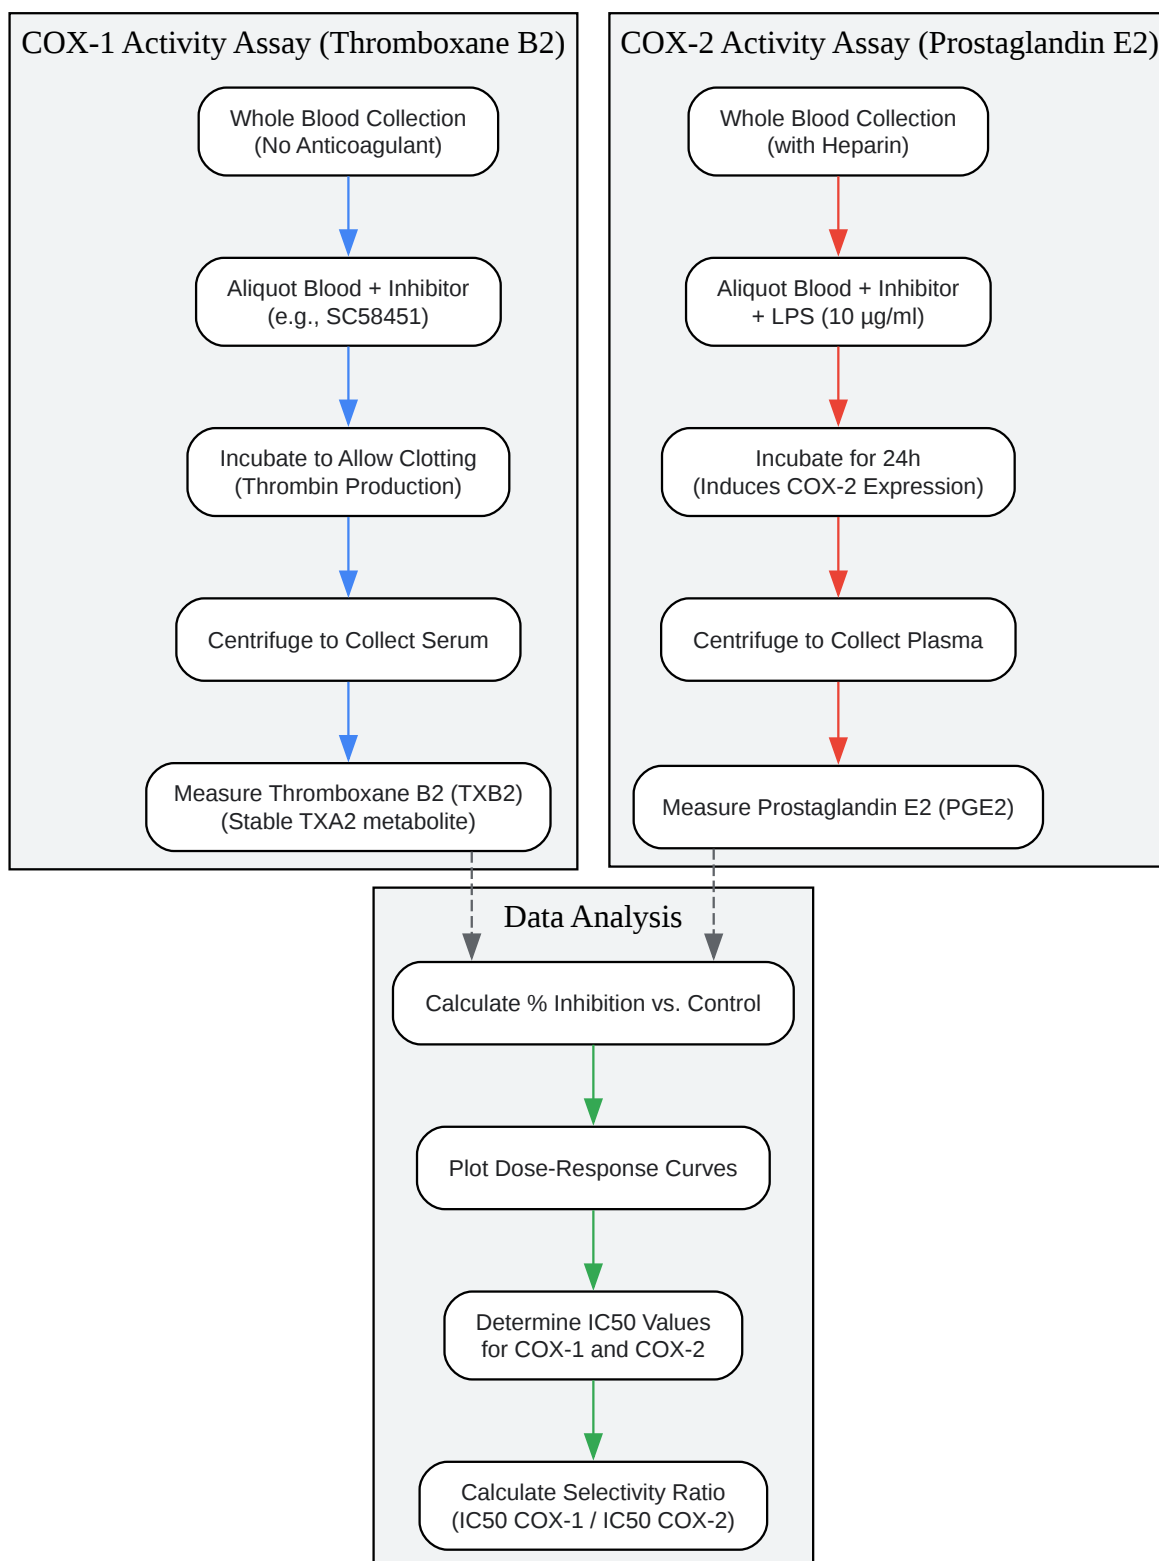 COX-1 Activity Assay (Thromboxane B2)
Whole Blood Collection
(No Anticoagulant)
Aliquot Blood + Inhibitor
(e.g., SC58451)
Incubate to Allow Clotting
(Thrombin Production)
Centrifuge to Collect Serum
Measure Thromboxane B2 (TXB2)
(Stable TXA2 metabolite)
COX-2 Activity Assay (Prostaglandin E2)
Whole Blood Collection
(with Heparin)
Aliquot Blood + Inhibitor
+ LPS (10 µg/ml)
Incubate for 24h
(Induces COX-2 Expression)
Centrifuge to Collect Plasma
Measure Prostaglandin E2 (PGE2)
Data Analysis
Calculate % Inhibition vs. Control
Plot Dose-Response Curves
Determine IC50 Values
for COX-1 and COX-2
Calculate Selectivity Ratio
(IC50 COX-1 / IC50 COX-2)